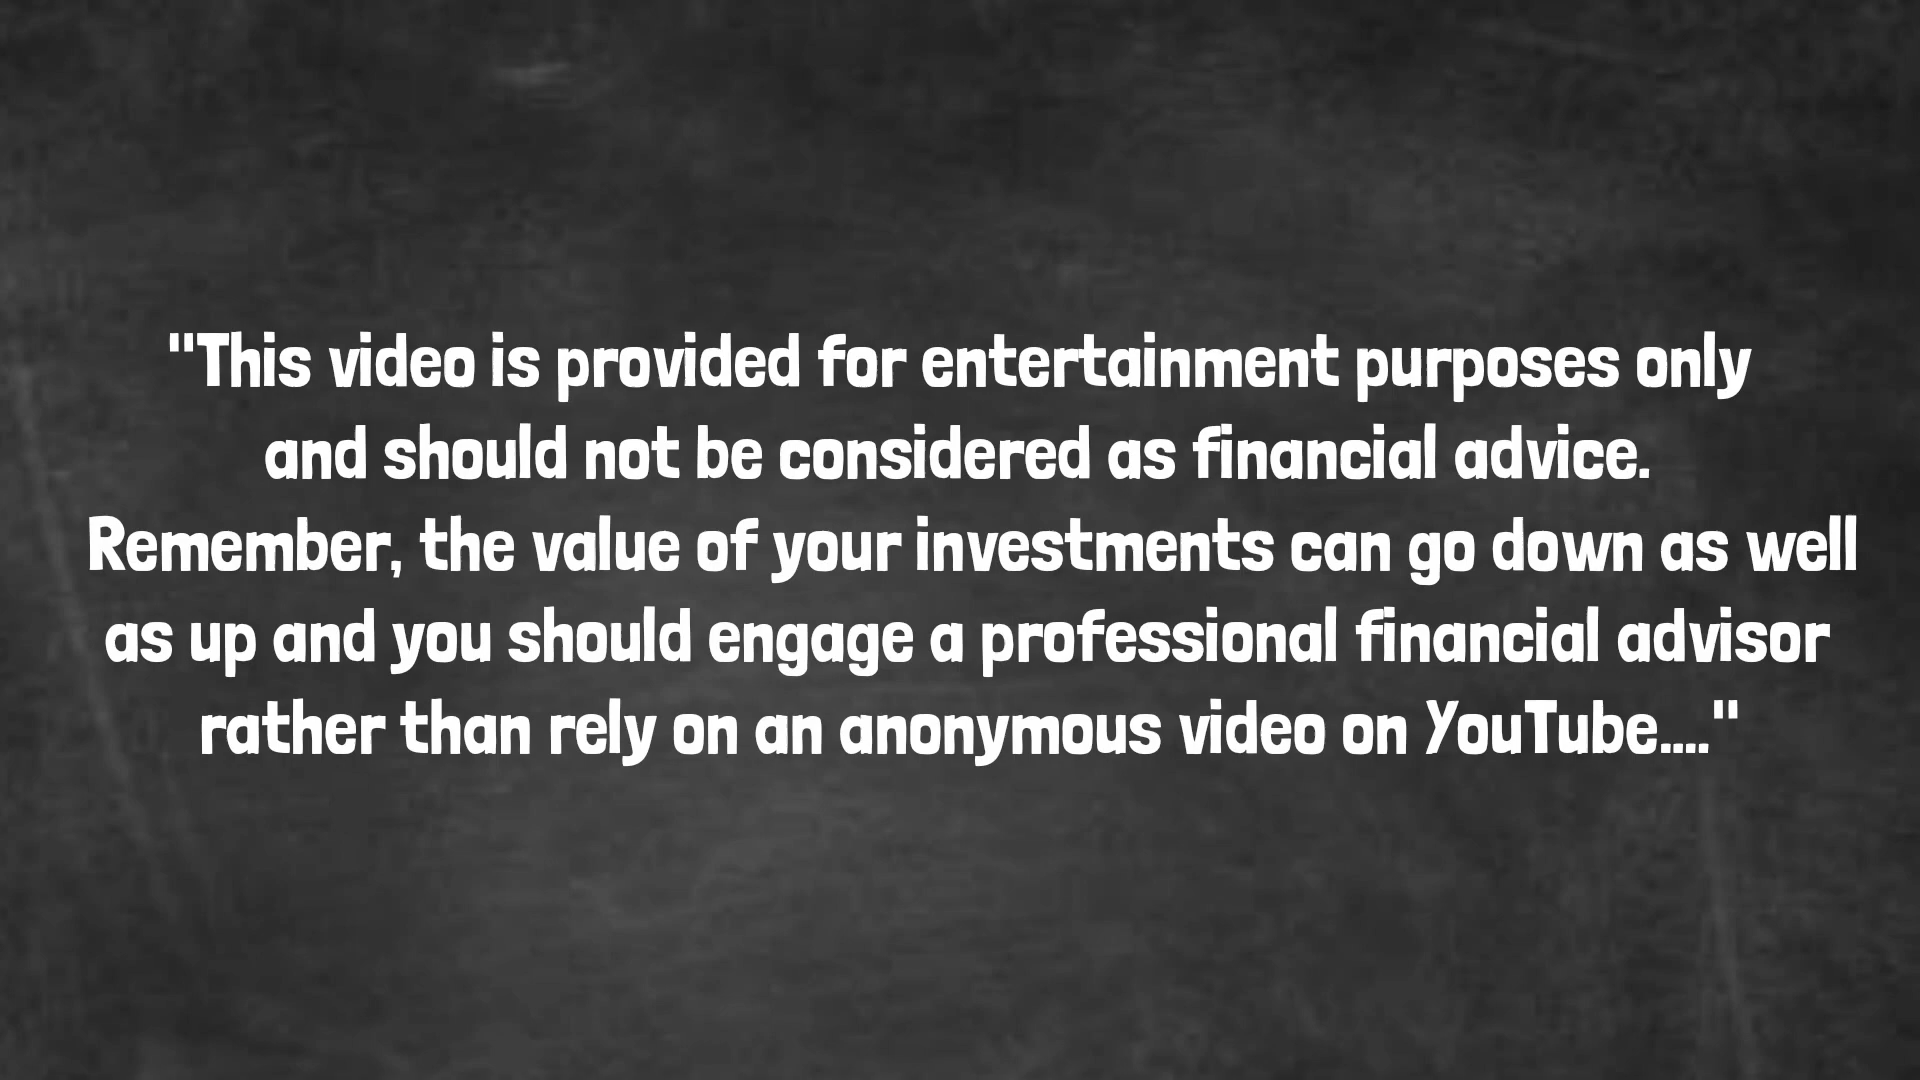 "This video is provided for entertainment purposes only
and should not be considered as financial advice.
Remember, the value of your investments can go down as well
as up and you should engage a professional financial advisor
rather than rely on an anonymous video on YouTube...."